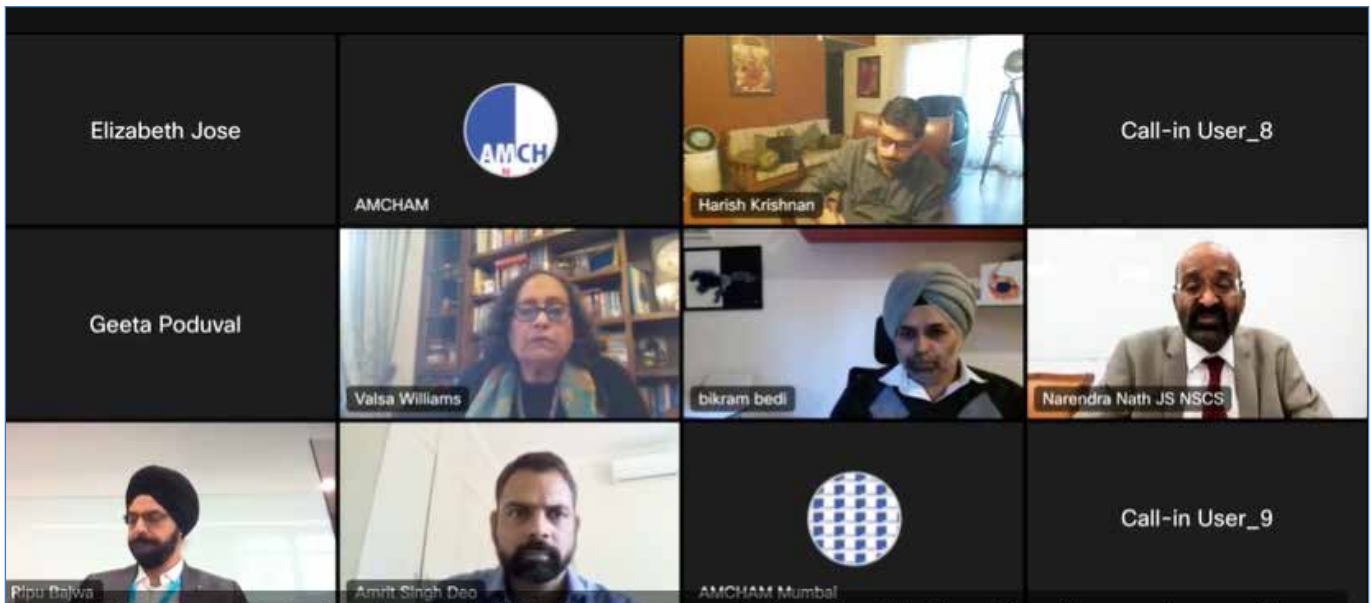 Elizabeth Jose
AMCH
AMCHAM
Harish Krishnan
Call-in User_8
Geeta Poduval
Valsa Williams
bikram bedi
Narendra Nath JS NSCS
Ripu Bajwa
Amrit Singh Deo
AMCHAM Mumbai
Call-in User_9